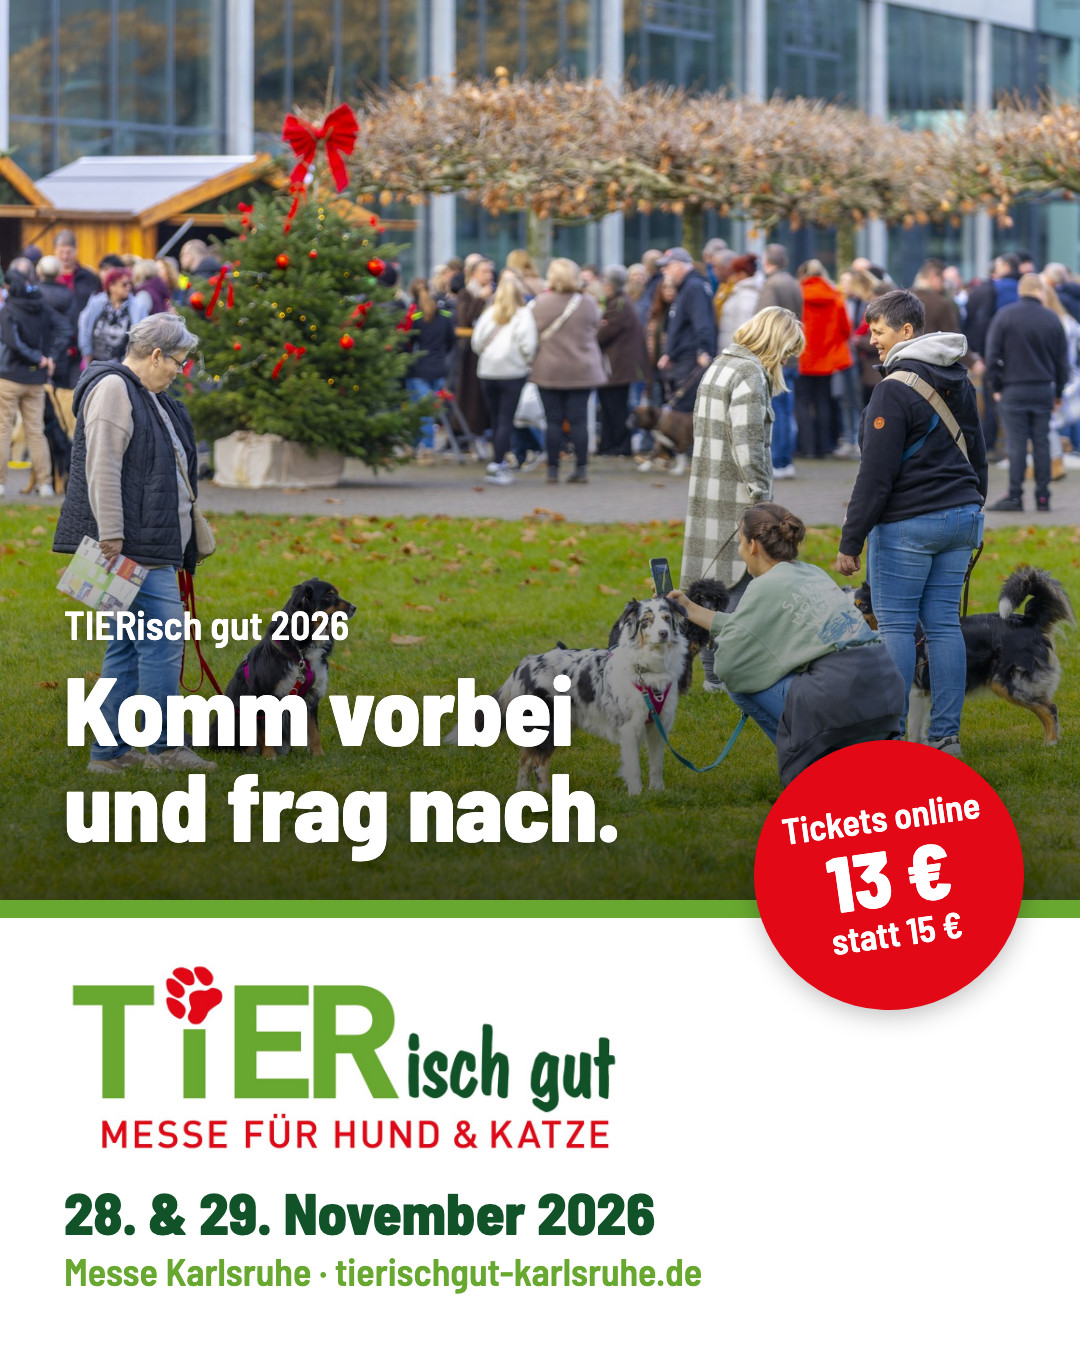 TIERisch gut 2026
Komm vorbei
und frag nach.
Tickets online
13 €
statt 15 €
TiERisch gut
MESSE FÜR HUND & KATZE
28. & 29. November 2026
Messe Karlsruhe · tierischgut-karlsruhe.de